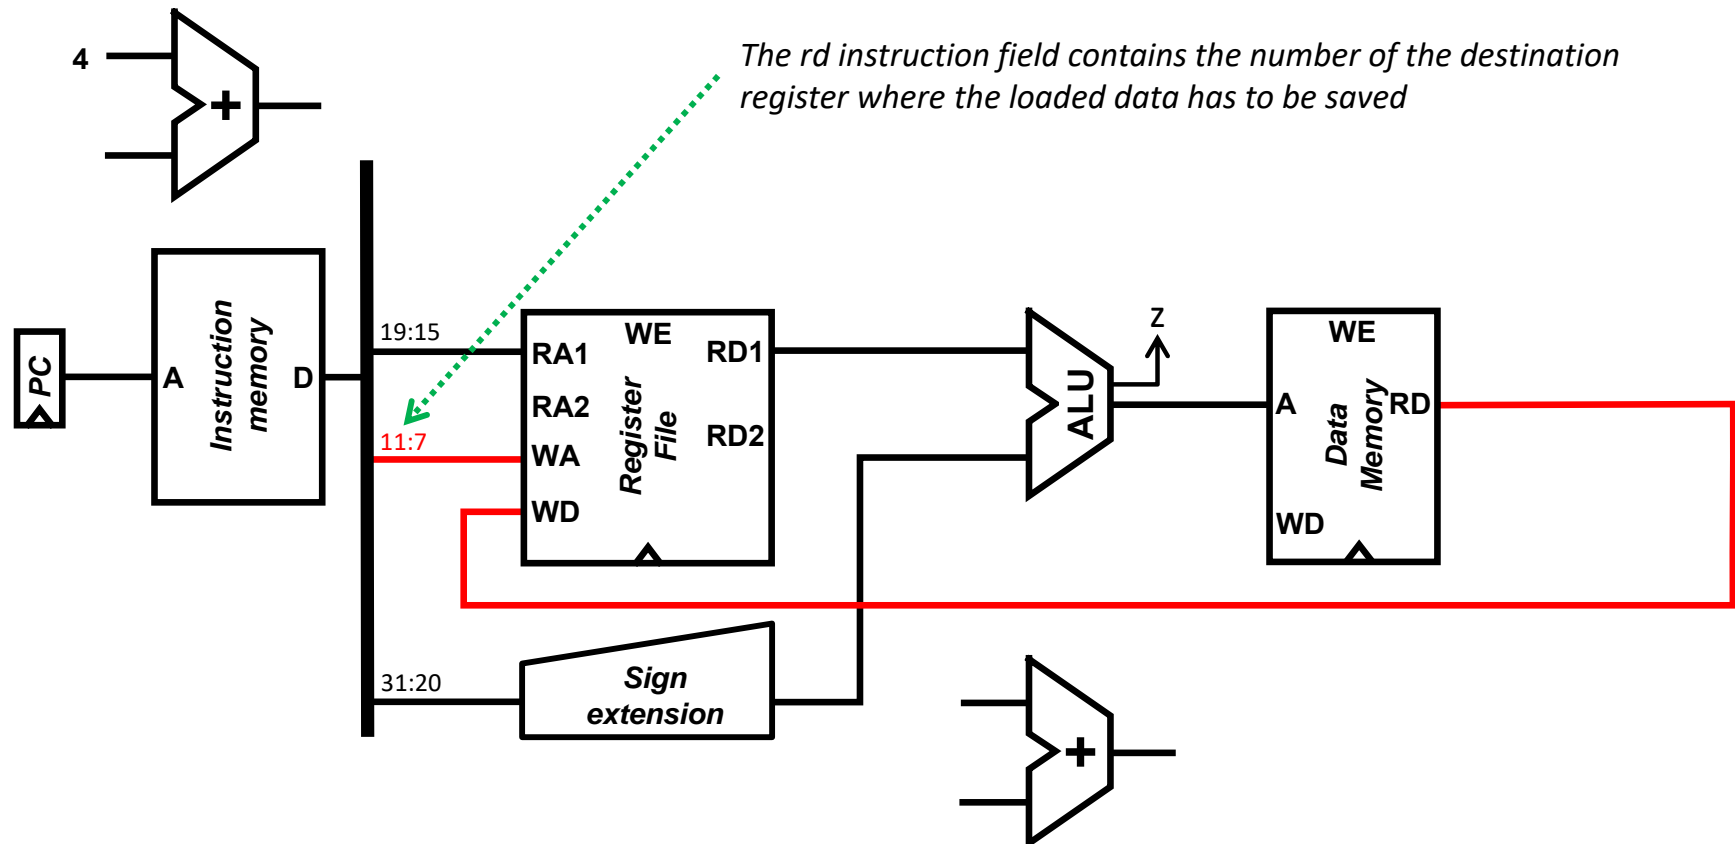 The rd instruction field contains the number of the destination
register where the loaded data has to be saved
4
+
PC
A
Instruction
memory
D
19:15
11:7
31:20
RA1
RA2
WA
WD
WE
Register
File
RD1
RD2
Sign
extension
ALU
Z
+
A
WD
WE
Data
Memory
RD